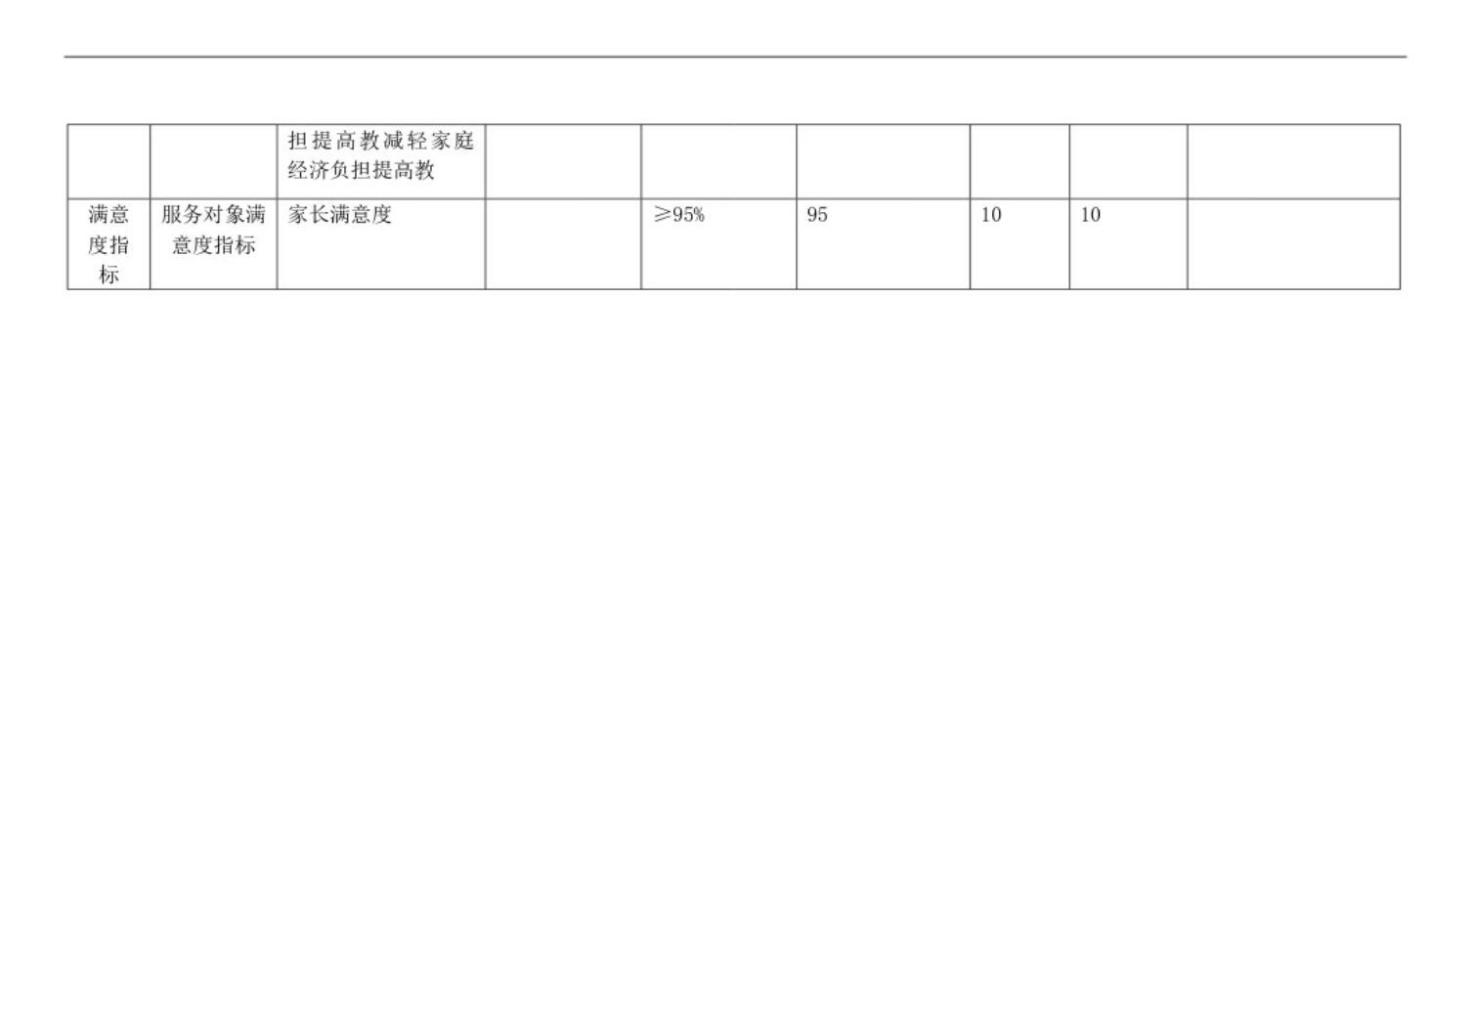 担提高教减轻家庭
经济负担提高教
满意
度指
标
服务对象满
意度指标
家长满意度
≥95%
95
10
10